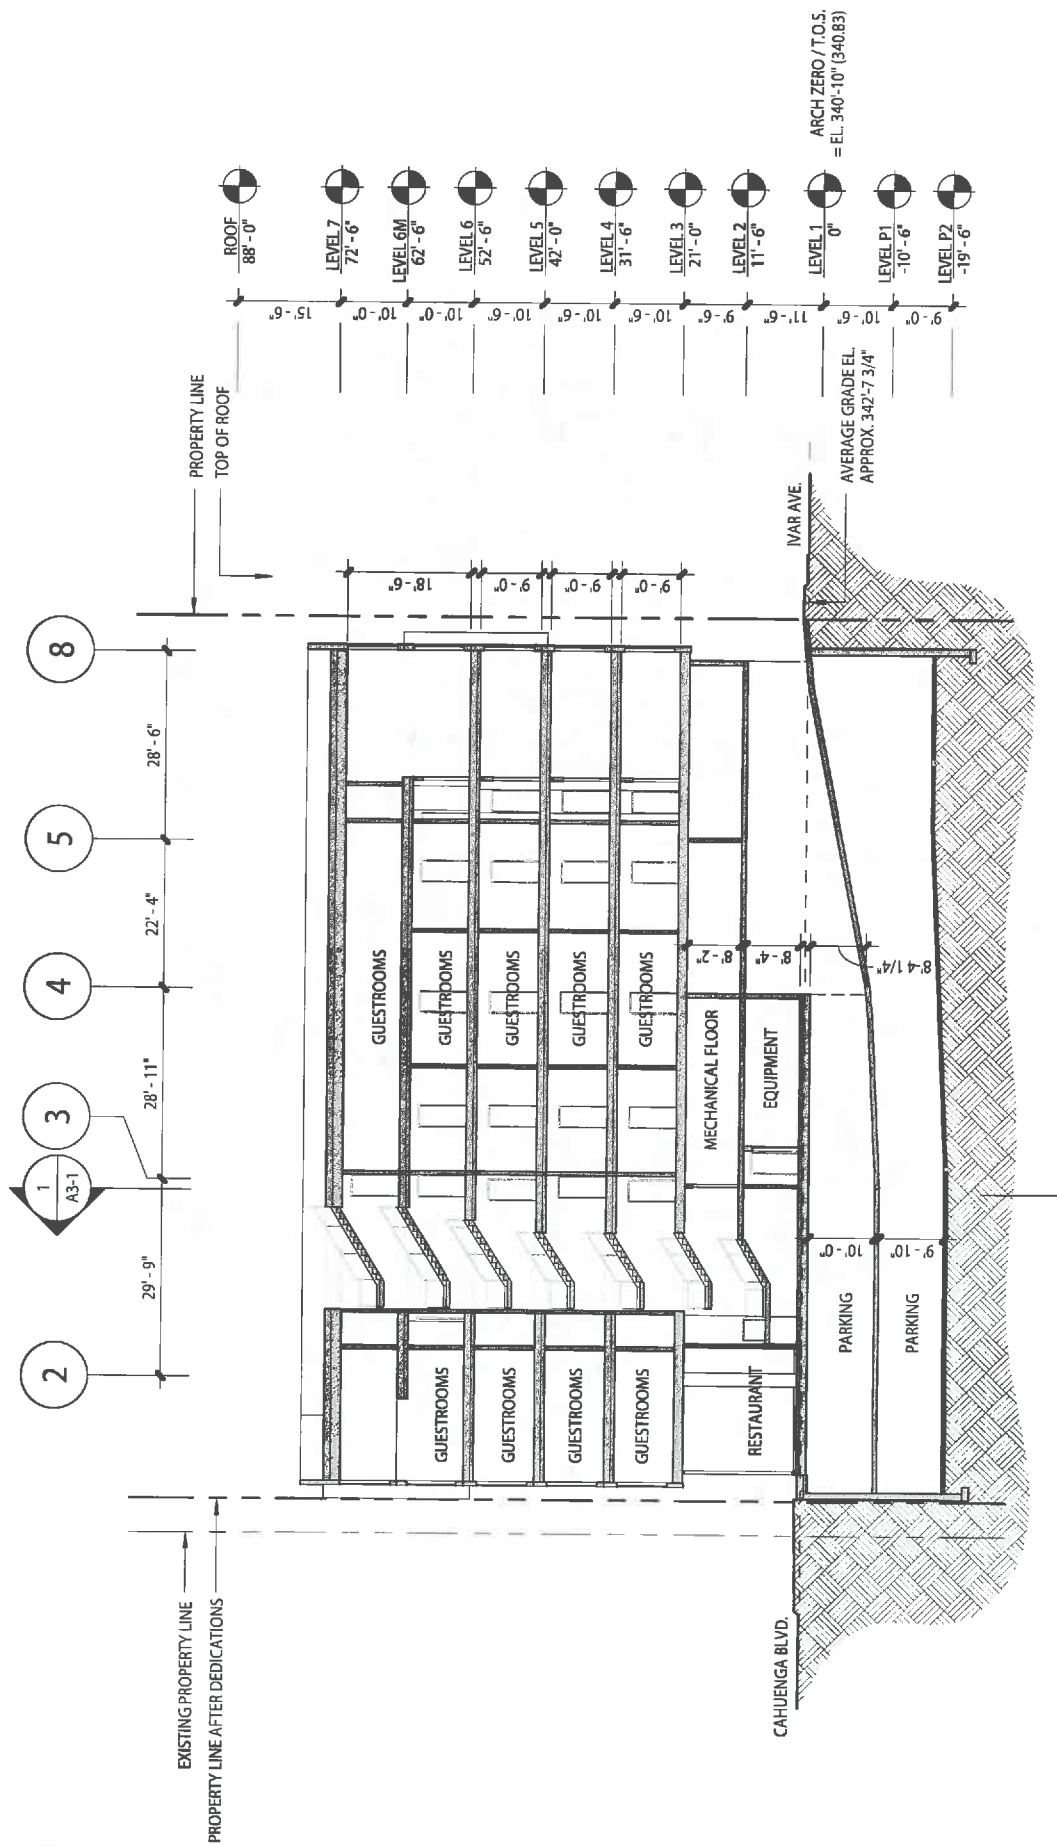 EXISTING PROPERTY LINE
PROPERTY LINE AFTER DEDICATIONS
2
29' - 9"
1
A3-1
3
28' - 11"
4
22' - 4"
5
28' - 6"
8
PROPERTY LINE
TOP OF ROOF
ROOF
88' - 0"
15'-6"
LEVEL 7
72' - 6"
10'-0"
LEVEL 6M
62' - 6"
10'-0"
LEVEL 6
52' - 6"
10'-6"
LEVEL 5
42' - 0"
10'-6"
LEVEL 4
31' - 6"
10'-6"
LEVEL 3
21' - 0"
9'-6"
LEVEL 2
11' - 6"
11'-6"
LEVEL 1
0"
10'-6"
LEVEL P1
-10' - 6"
9'-0"
LEVEL P2
-19' - 6"
ARCH ZERO / T.O.S.
= EL. 340'-10" (340.83)
18' - 6"
9' - 0"
9' - 0"
9' - 0"
GUESTROOMS
GUESTROOMS
GUESTROOMS
GUESTROOMS
GUESTROOMS
GUESTROOMS
GUESTROOMS
GUESTROOMS
GUESTROOMS
RESTAURANT
MECHANICAL FLOOR
8' - 2"
EQUIPMENT
8' - 4"
8'-4 1/4"
CAHUENGA BLVD.
IVAR AVE.
AVERAGE GRADE EL.
APPROX. 342'-7 3/4"
PARKING
10' - 0"
PARKING
9' - 10"